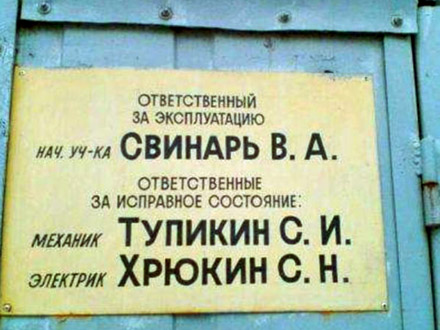 ОТВЕТСТВЕННЫЙ
ЗА ЭКСПЛУАТАЦИЮ
НАЧ. УЧ-КА СВИНАРЬ В. А.
ОТВЕТСТВЕННЫЕ
ЗА ИСПРАВНОЕ СОСТОЯНИЕ:
МЕХАНИК ТУПИКИН С. И.
ЭЛЕКТРИК ХРЮКИН С. Н.